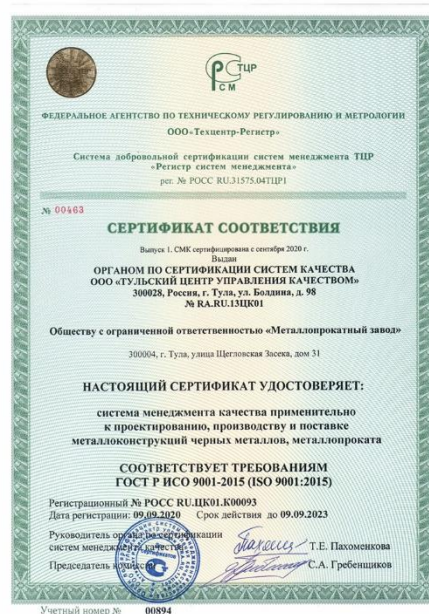 ТЦР
РСМ
ФЕДЕРАЛЬНОЕ АГЕНТСТВО ПО ТЕХНИЧЕСКОМУ РЕГУЛИРОВАНИЮ И МЕТРОЛОГИИ
ООО «Техцентр-Регистр»
Система добровольной сертификации систем менеджмента ТЦР
«Регистр систем менеджмента»
рег. № РОСС RU.31575.04ТЦР1
№ 00463
СЕРТИФИКАТ СООТВЕТСТВИЯ
Выпуск 1. СМК сертифицирована с сентября 2020 г.
Выдан
ОРГАНОМ ПО СЕРТИФИКАЦИИ СИСТЕМ КАЧЕСТВА
ООО «ТУЛЬСКИЙ ЦЕНТР УПРАВЛЕНИЯ КАЧЕСТВОМ»
300028, Россия, г. Тула, ул. Болдина, д. 98
№ RA.RU.13ЦК01
Обществу с ограниченной ответственностью «Металлопрокатный завод»
300004, г. Тула, улица Щегловская Засека, дом 31
НАСТОЯЩИЙ СЕРТИФИКАТ УДОСТОВЕРЯЕТ:
система менеджмента качества применительно
к проектированию, производству и поставке
металлоконструкций черных металлов, металлопроката
СООТВЕТСТВУЕТ ТРЕБОВАНИЯМ
ГОСТ Р ИСО 9001-2015 (ISO 9001:2015)
Регистрационный № РОСС RU.ЦК01.К00093
Дата регистрации: 09.09.2020 Срок действия до 09.09.2023
Руководитель органа по сертификации
систем менеджмента качества Т.Е. Пахоменкова
Председатель комиссии С.А. Гребенщиков
Учетный номер № 00894